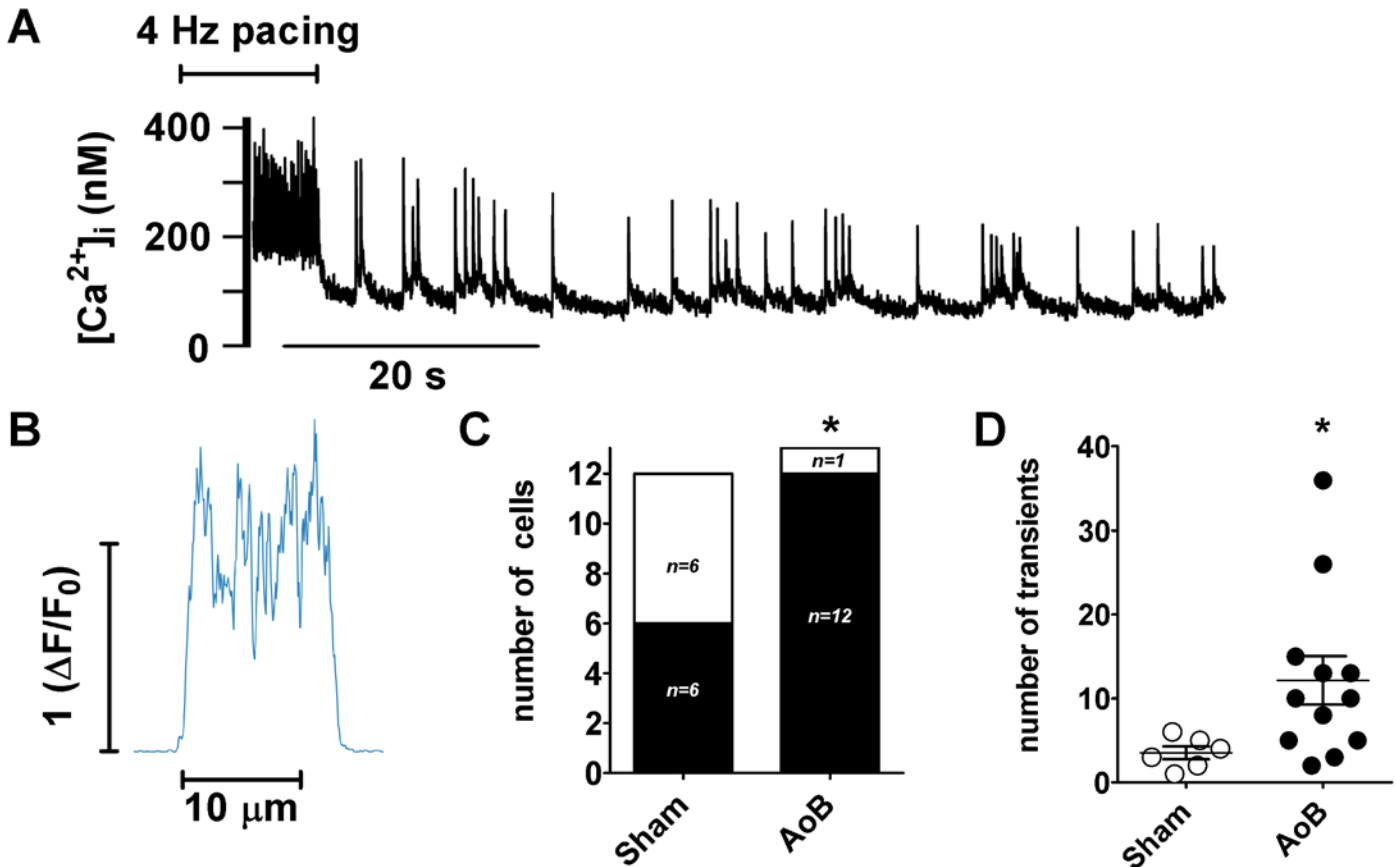 A
4 Hz pacing
[Ca²⁺]ᵢ (nM)
400
200
0
20 s
B
1 (ΔF/F₀)
10 μm
C
number of cells
12
10
8
6
4
2
0
n=6
n=6
*
n=1
n=12
Sham
AoB
D
number of transients
40
30
20
10
0
*
Sham
AoB